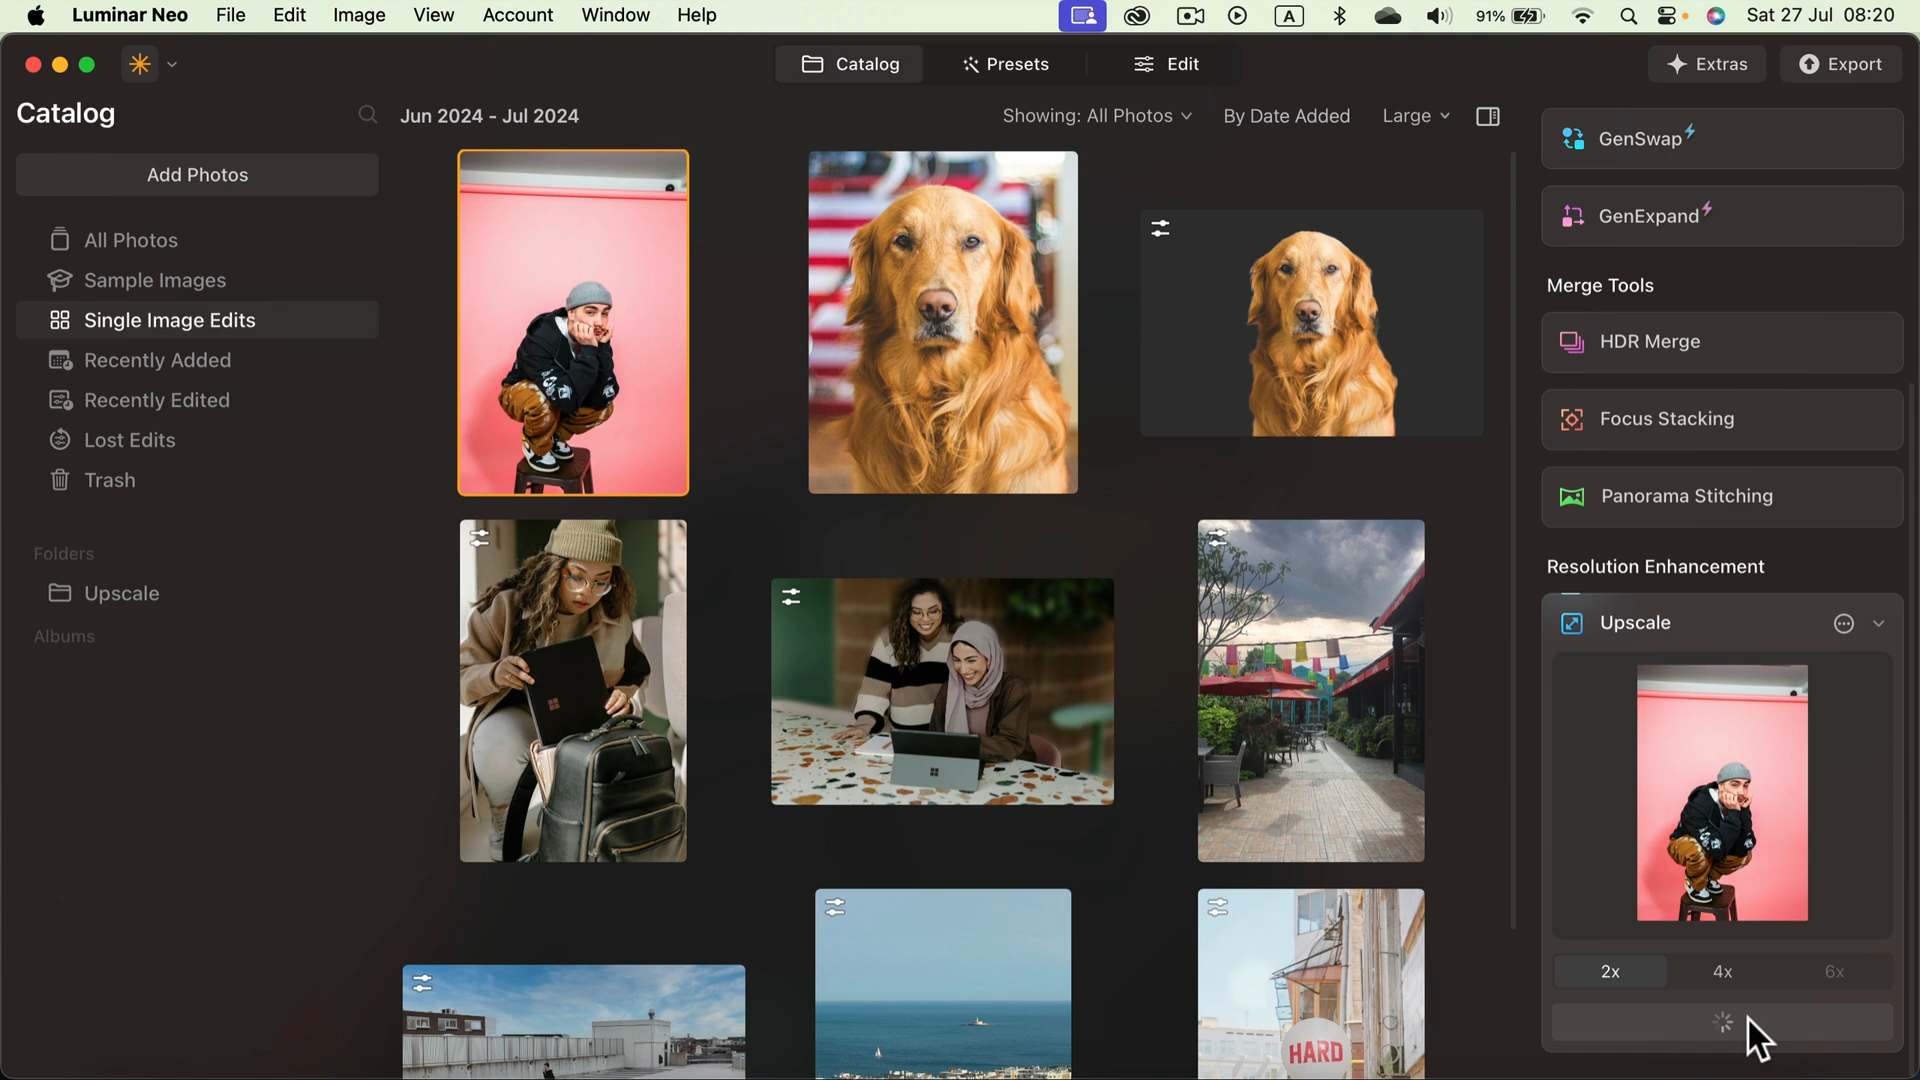 Luminar Neo File Edit Image View Account Window Help A 91% Sat 27 Jul 08:20
Catalog Presets Edit Extras Export
Catalog
Jun 2024 - Jul 2024 Showing: All Photos By Date Added Large
Add Photos
All Photos
Sample Images
Single Image Edits
Recently Added
Recently Edited
Lost Edits
Trash
Folders
Upscale
Albums
HARD
GenSwap
GenExpand
Merge Tools
HDR Merge
Focus Stacking
Panorama Stitching
Resolution Enhancement
Upscale
2x 4x 6x